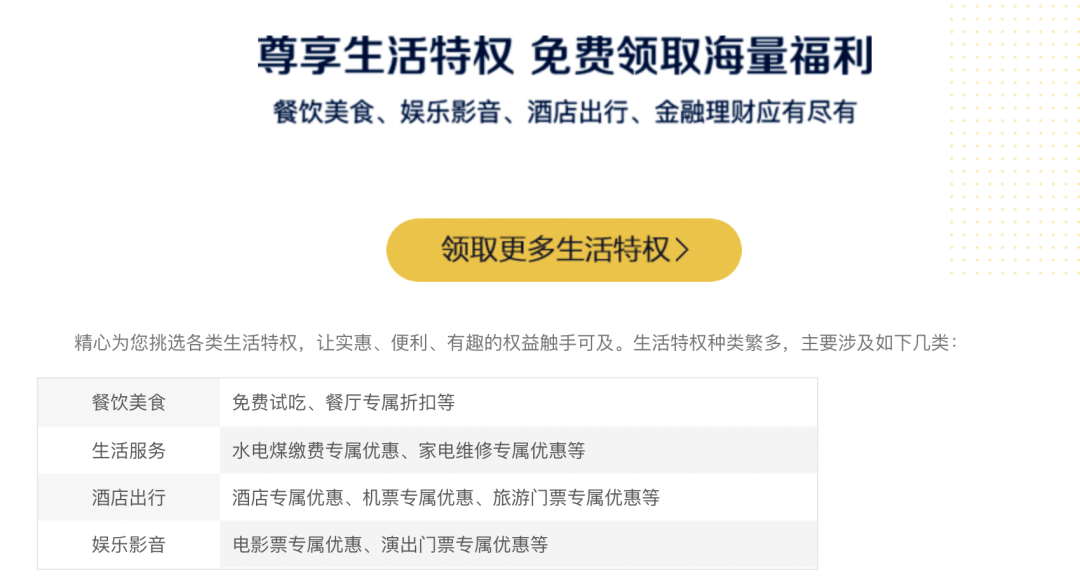 尊享生活特权 免费领取海量福利
餐饮美食、娱乐影音、酒店出行、金融理财应有尽有
领取更多生活特权>
精心为您挑选各类生活特权，让实惠、便利、有趣的权益触手可及。生活特权种类繁多，主要涉及如下几类：
餐饮美食 免费试吃、餐厅专属折扣等
生活服务 水电煤缴费专属优惠、家电维修专属优惠等
酒店出行 酒店专属优惠、机票专属优惠、旅游门票专属优惠等
娱乐影音 电影票专属优惠、演出门票专属优惠等